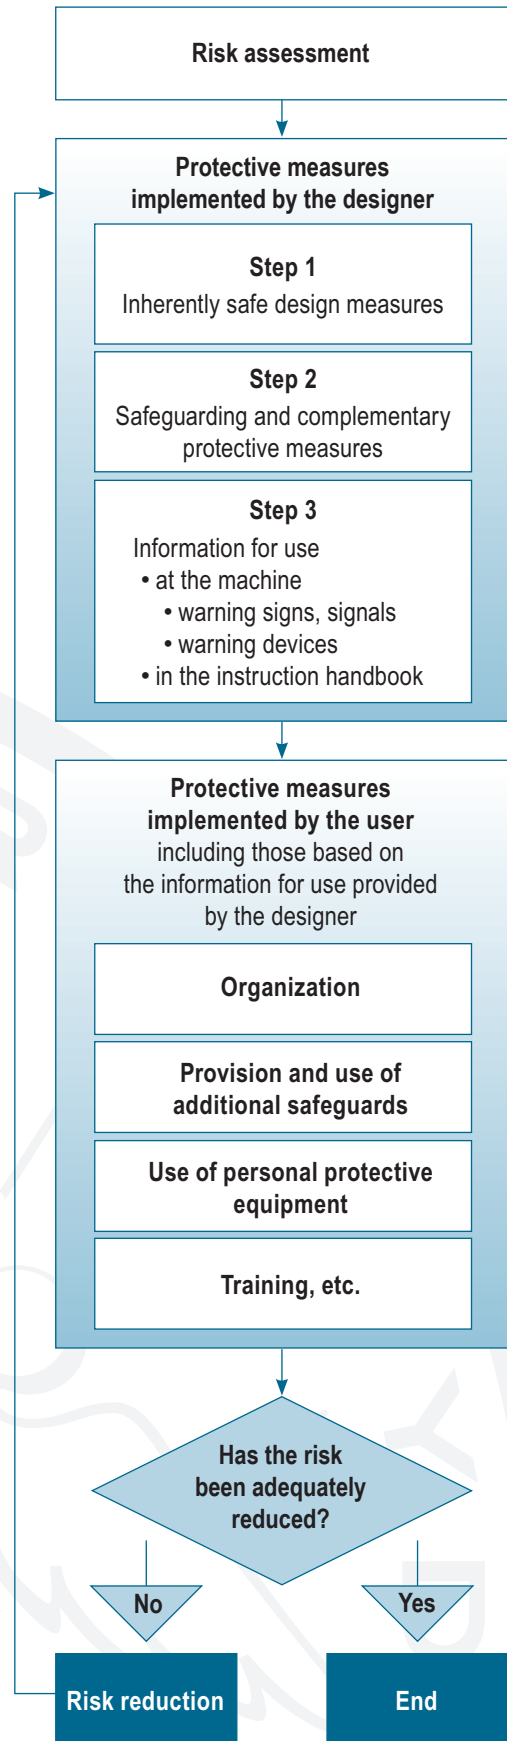 Risk assessment
Protective measures
implemented by the designer
Step 1
Inherently safe design measures
Step 2
Safeguarding and complementary
protective measures
Step 3
Information for use
• at the machine
• warning signs, signals
• warning devices
• in the instruction handbook
Protective measures
implemented by the user
including those based on
the information for use provided
by the designer
Organization
Provision and use of
additional safeguards
Use of personal protective
equipment
Training, etc.
Has the risk
been adequately
reduced?
No
Yes
Risk reduction
End